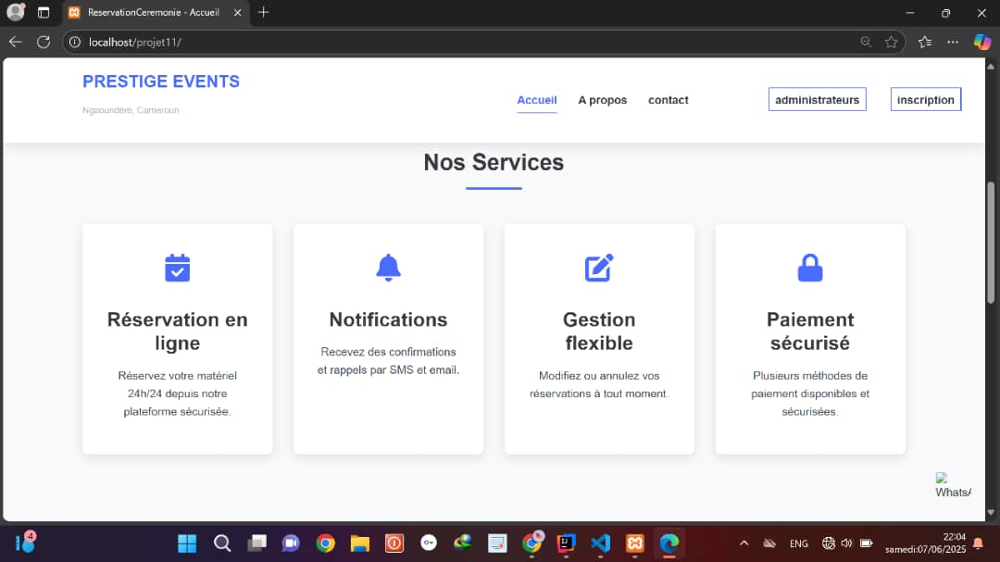 ReservationCeremonie - Accueil
localhost/projet11/
PRESTIGE EVENTS
Ngaoundéré, Cameroun
Accueil
A propos
contact
administrateurs
inscription
Nos Services
Réservation en
ligne
Réservez votre matériel
24h/24 depuis notre
plateforme sécurisée.
Notifications
Recevez des confirmations
et rappels par SMS et email.
Gestion
flexible
Modifiez ou annulez vos
réservations à tout moment.
Paiement
sécurisé
Plusieurs méthodes de
paiement disponibles et
sécurisées.
WhatsA
4
ENG
22:04
samedi:07/06/2025